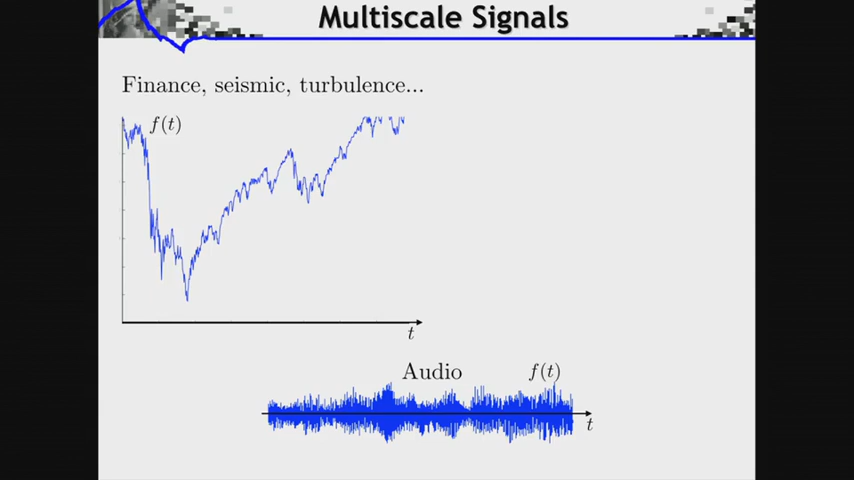 Multiscale Signals
Finance, seismic, turbulence...
f(t)
t
Audio
f(t)
t